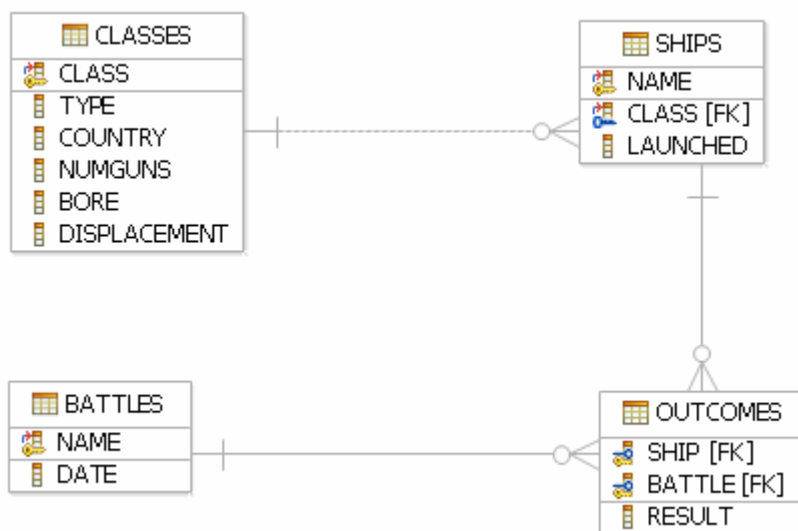 CLASSES
CLASS
TYPE
COUNTRY
NUMGUNS
BORE
DISPLACEMENT
SHIPS
NAME
CLASS [FK]
LAUNCHED
BATTLES
NAME
DATE
OUTCOMES
SHIP [FK]
BATTLE [FK]
RESULT